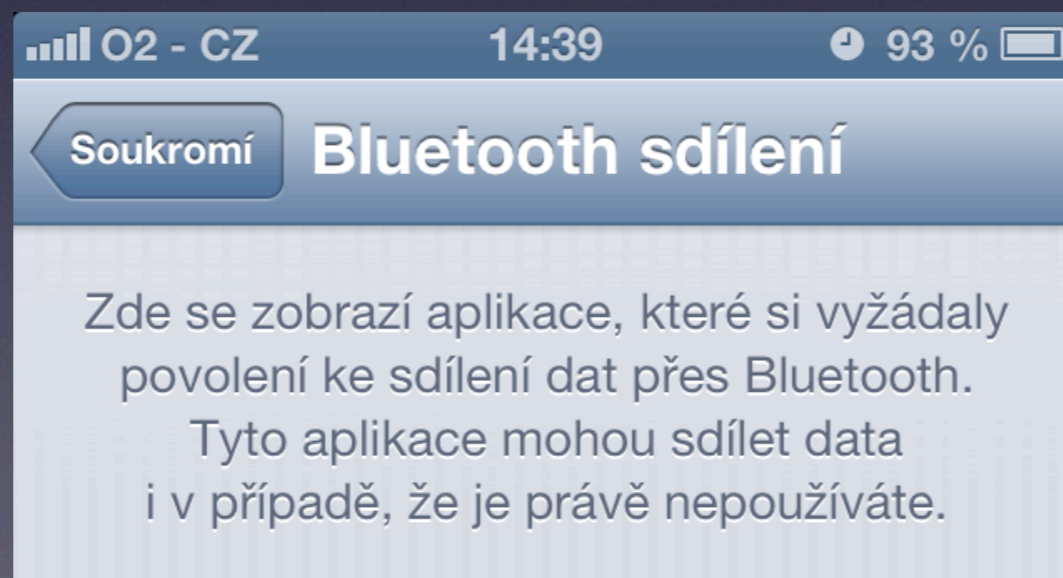 O2 - CZ 14:39 93 %
Soukromí Bluetooth sdílení
Zde se zobrazí aplikace, které si vyžádaly
povolení ke sdílení dat přes Bluetooth.
Tyto aplikace mohou sdílet data
i v případě, že je právě nepoužíváte.